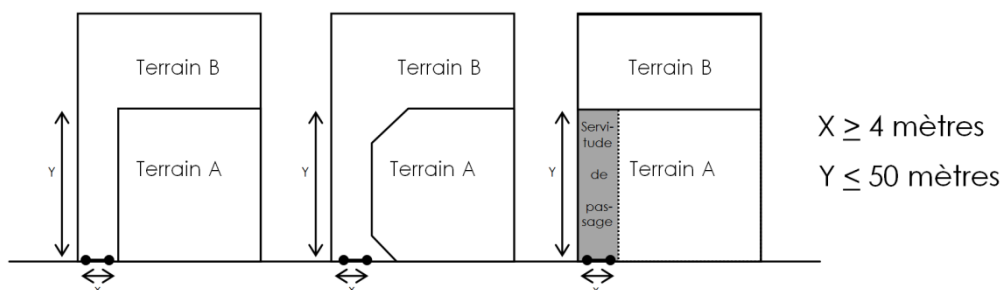 Terrain B
Terrain B
Terrain B
Y
Terrain A
Y
Terrain A
Y
Servi-
tude
de
pas-
sage
Terrain A
X
X
X
X ≥ 4 mètres
Y ≤ 50 mètres